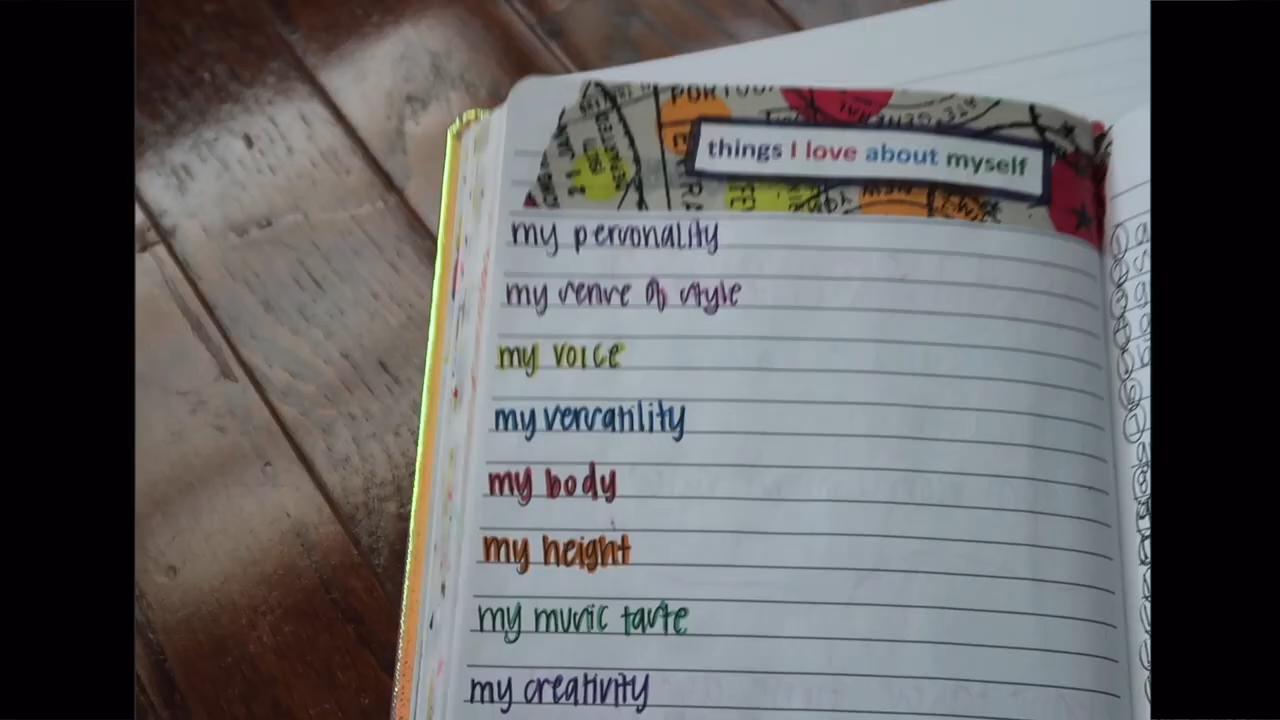 things I love about myself
my personality
my sense of style
my voice
my versatility
my body
my height
my music taste
my creativity